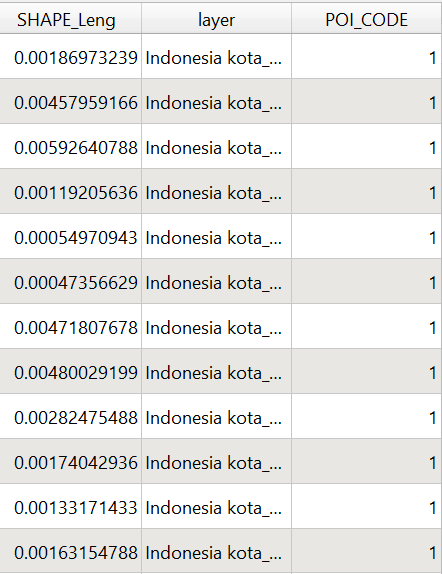 SHAPE_Leng layer POI_CODE
0.00186973239 Indonesia kota_... 1
0.00457959166 Indonesia kota_... 1
0.00592640788 Indonesia kota_... 1
0.00119205636 Indonesia kota_... 1
0.00054970943 Indonesia kota_... 1
0.00047356629 Indonesia kota_... 1
0.00471807678 Indonesia kota_... 1
0.00480029199 Indonesia kota_... 1
0.00282475488 Indonesia kota_... 1
0.00174042936 Indonesia kota_... 1
0.00133171433 Indonesia kota_... 1
0.00163154788 Indonesia kota_... 1